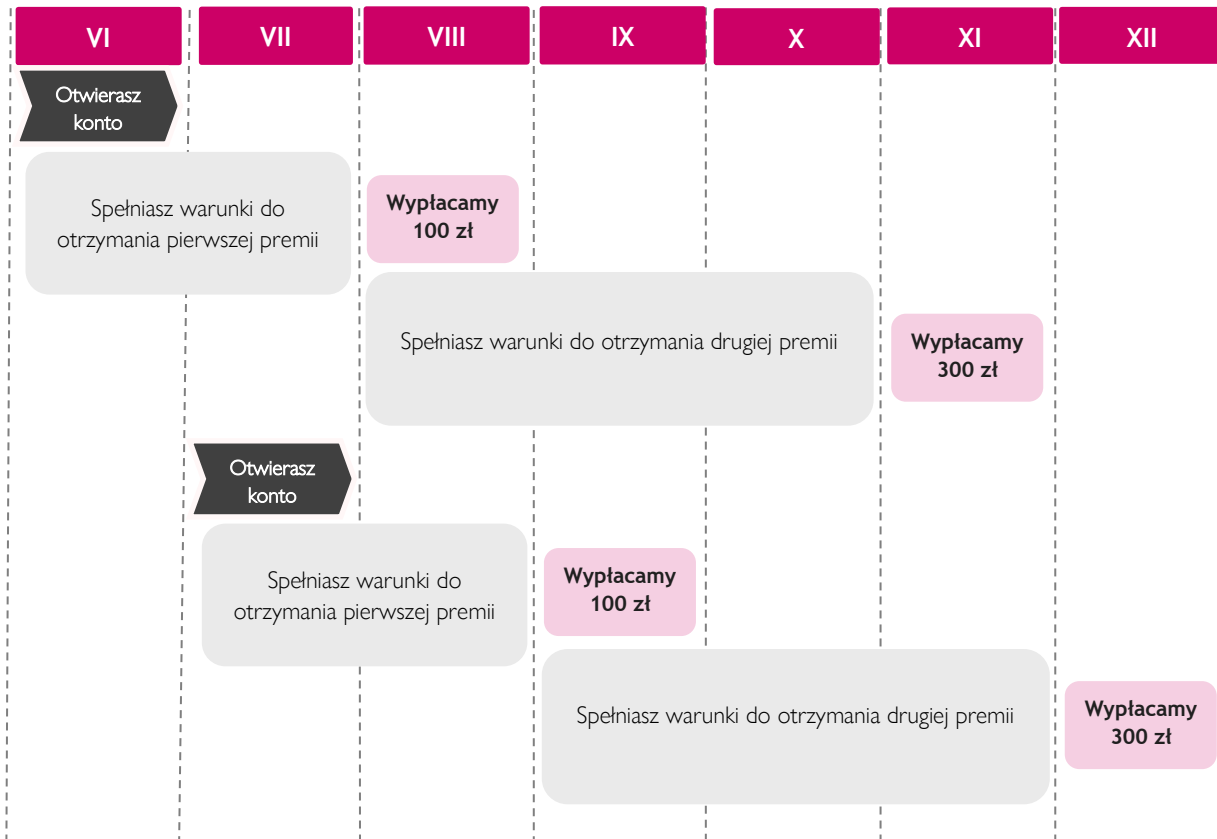 VI VII VIII IX X XI XII
Otwierasz
konto
Spełniasz warunki do
otrzymania pierwszej premii
Wypłacamy
100 zł
Spełniasz warunki do otrzymania drugiej premii
Wypłacamy
300 zł
Otwierasz
konto
Spełniasz warunki do
otrzymania pierwszej premii
Wypłacamy
100 zł
Spełniasz warunki do otrzymania drugiej premii
Wypłacamy
300 zł